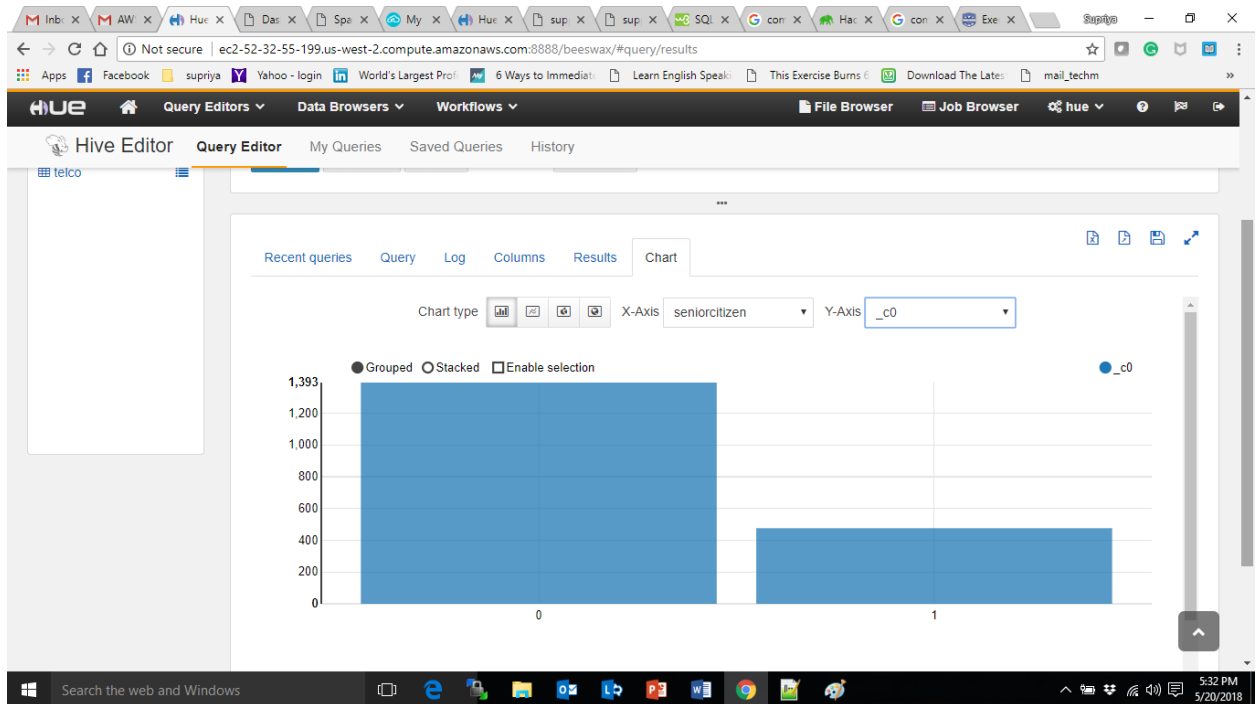 Inbo AW Hue Das Spa My Hue sup sup SQL com Hac con Exe Supriya
Not secure | ec2-52-32-55-199.us-west-2.compute.amazonaws.com:8888/beeswax/#query/results
Apps Facebook supriya Yahoo - login World's Largest Prof 6 Ways to Immediat Learn English Speaki This Exercise Burns 6 Download The Lates mail_techm »
HUE Query Editors Data Browsers Workflows File Browser Job Browser hue
Hive Editor Query Editor My Queries Saved Queries History
telco
Recent queries Query Log Columns Results Chart
Chart type X-Axis seniorcitizen Y-Axis _c0
Grouped Stacked Enable selection _c0
1,393
1,200
1,000
800
600
400
200
0
0 1
Search the web and Windows
5:32 PM
5/20/2018